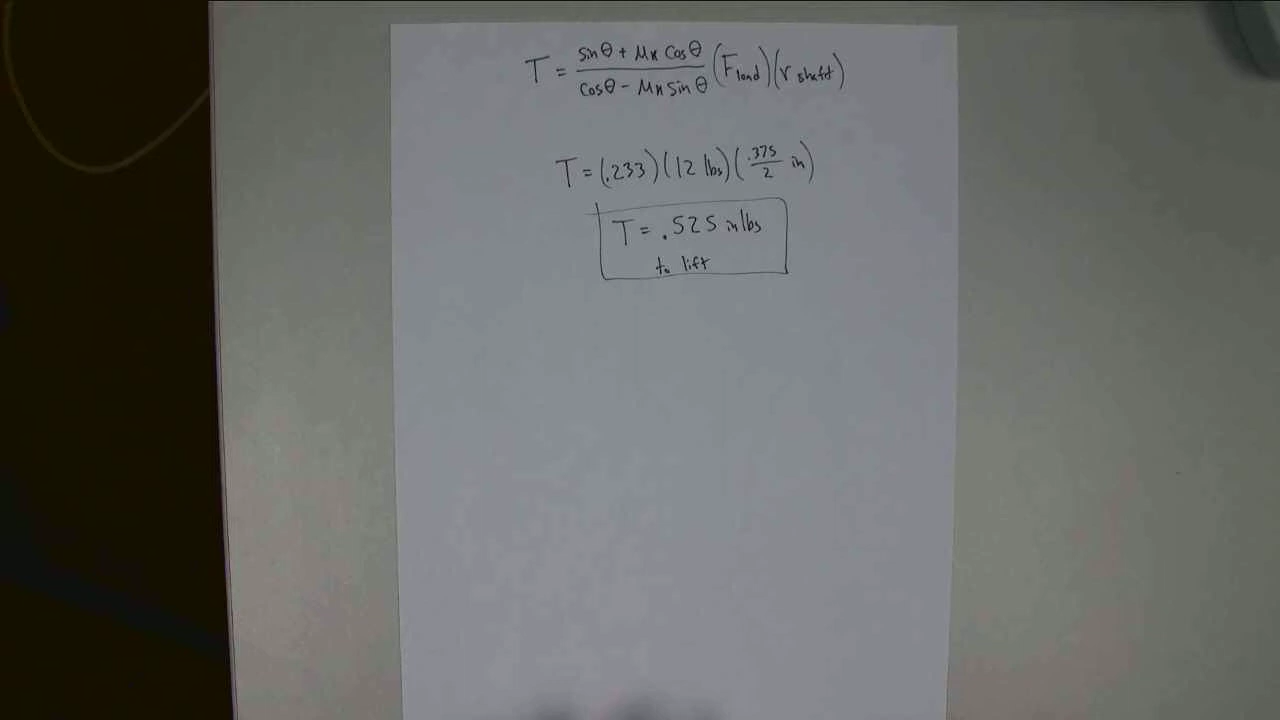 T = (sinθ + μk cosθ)/(cosθ - μk sinθ) (Fload)(r shaft)
T = (.233)(12 lbs)(.375/2 in)
T = .525 in lbs
to lift